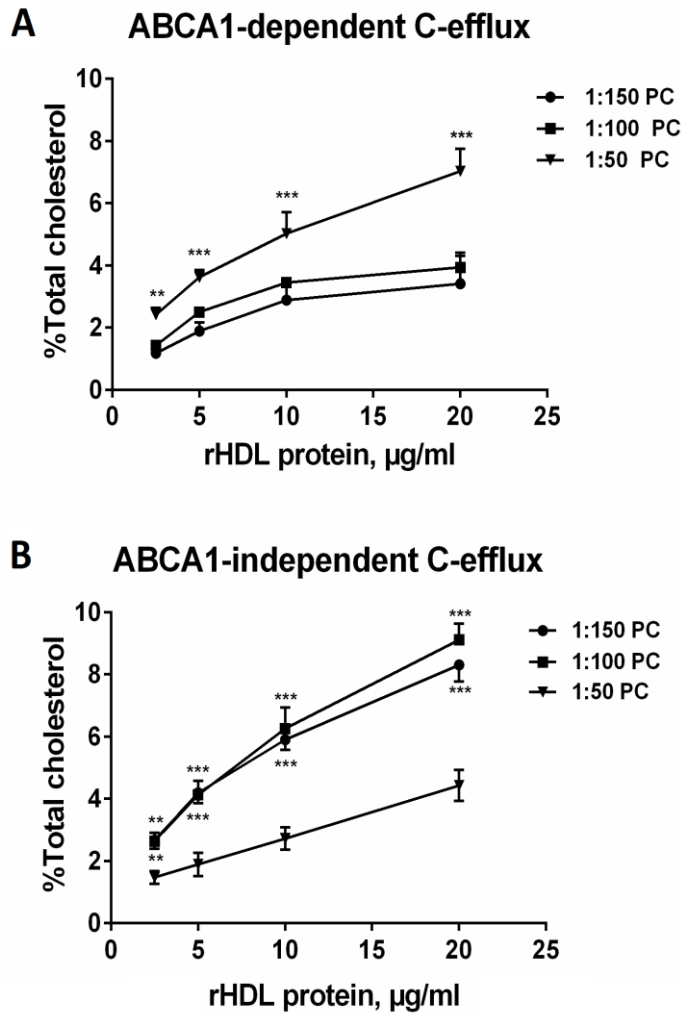 A
ABCA1-dependent C-efflux
10
8
6
4
2
0
%Total cholesterol
**
***
***
***
1:150 PC
1:100 PC
1:50 PC
0 5 10 15 20 25
rHDL protein, µg/ml
B
ABCA1-independent C-efflux
10
8
6
4
2
0
%Total cholesterol
**
**
***
***
***
***
***
***
1:150 PC
1:100 PC
1:50 PC
0 5 10 15 20 25
rHDL protein, µg/ml